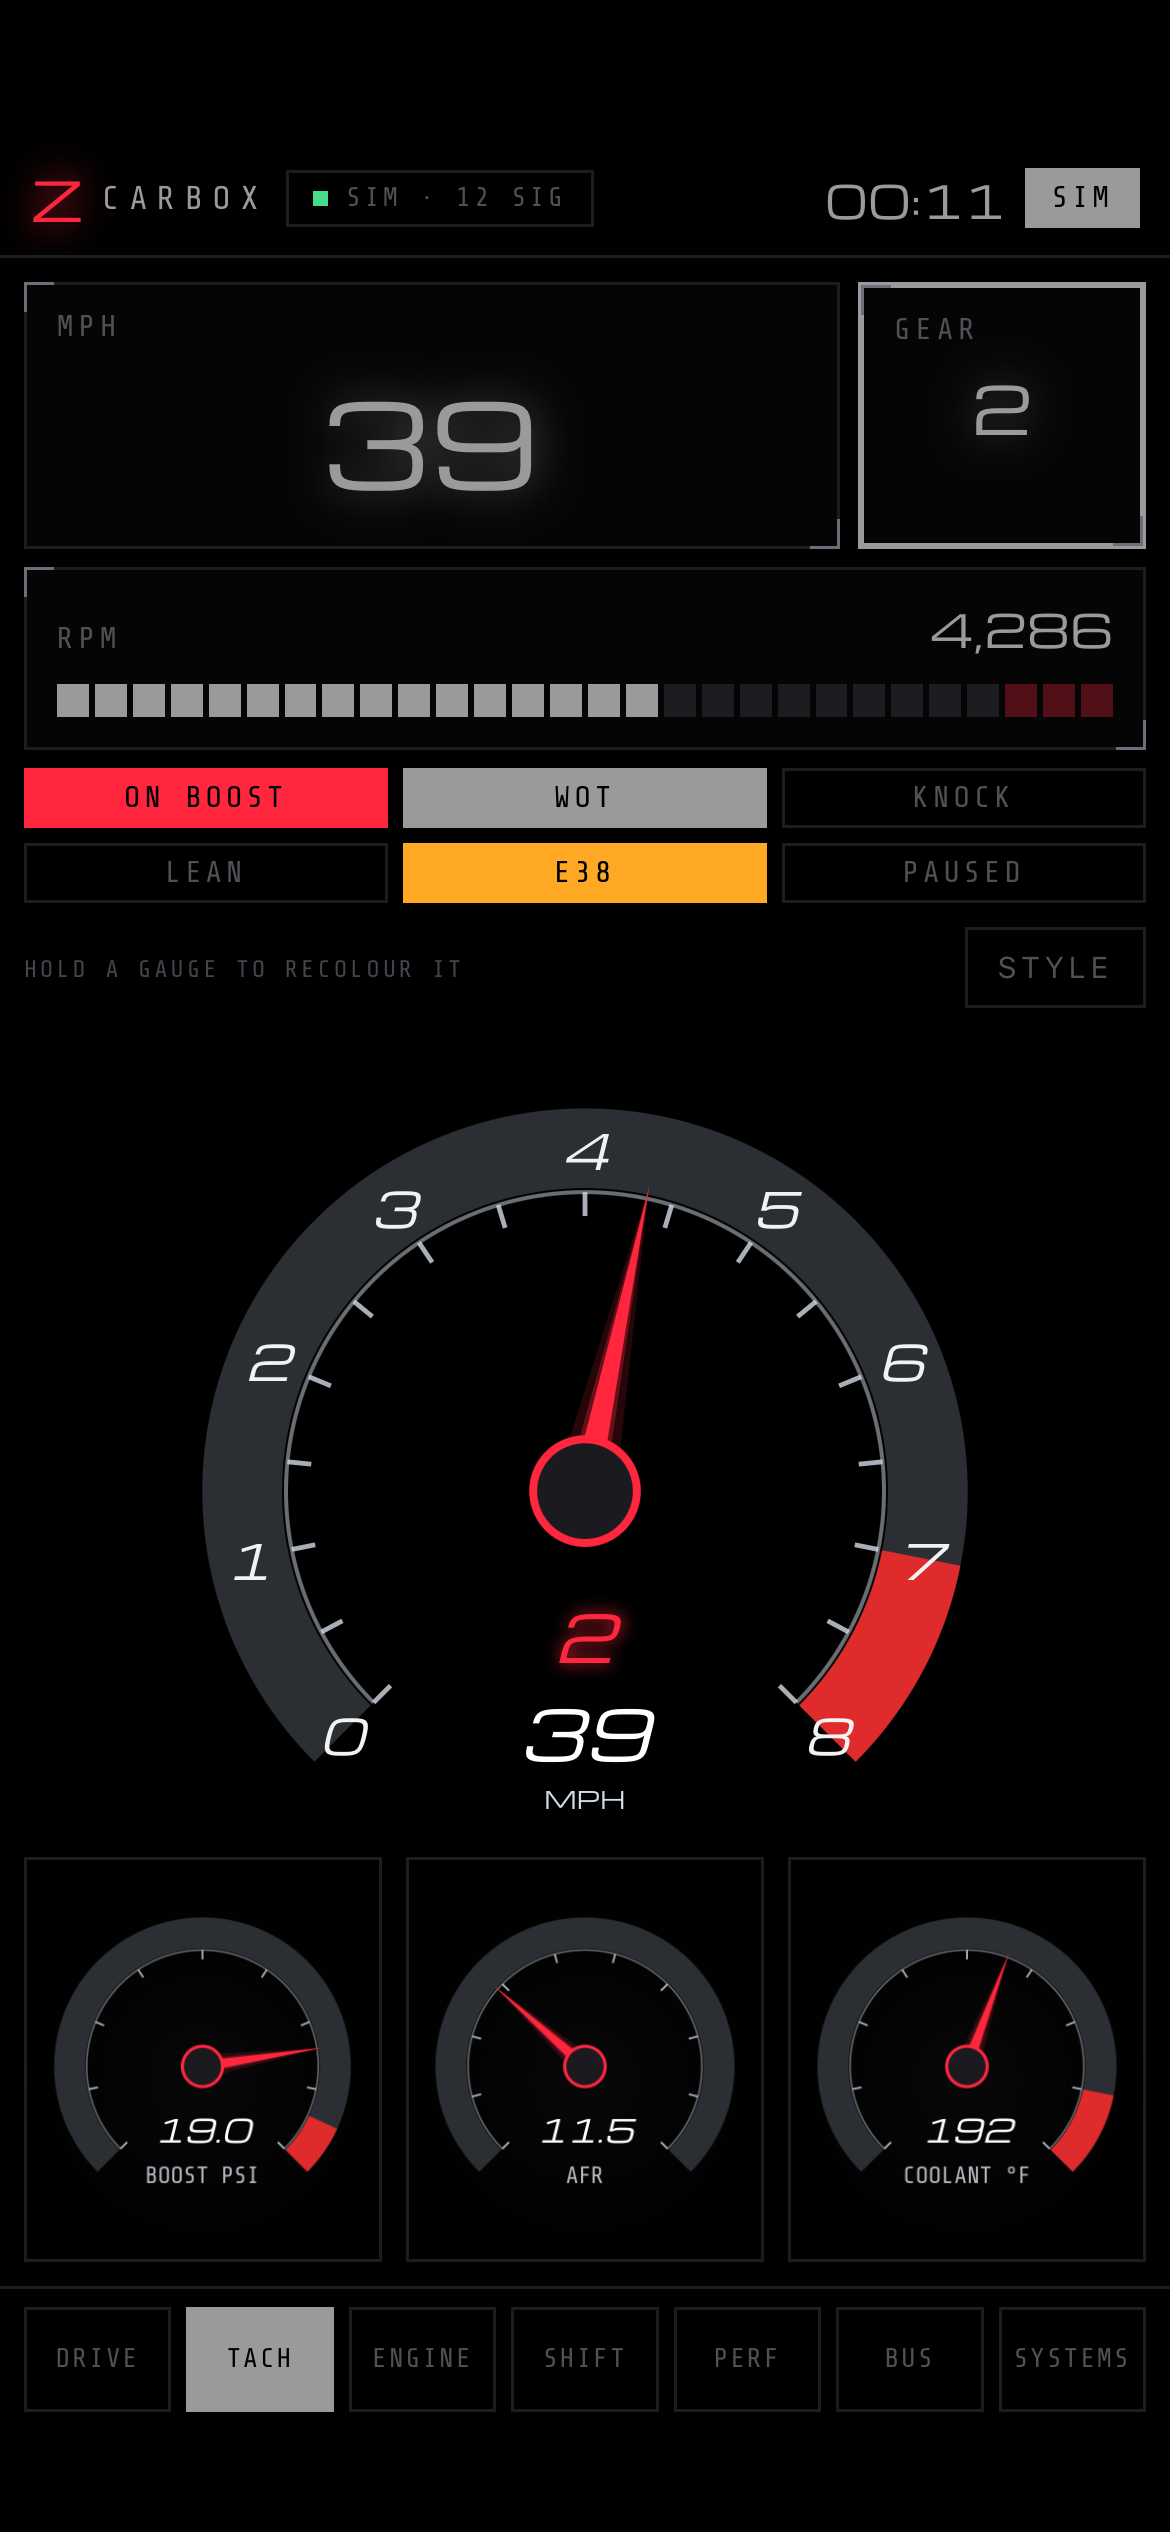 Z CARBOX SIM · 12 SIG 00:11 SIM
MPH
39
GEAR
2
RPM
4,286
ON BOOST WOT KNOCK
LEAN E38 PAUSED
HOLD A GAUGE TO RECOLOUR IT STYLE
4
3 5
2 6
1 7
0 8
2
39
MPH
19.0
BOOST PSI
11.5
AFR
192
COOLANT °F
DRIVE TACH ENGINE SHIFT PERF BUS SYSTEMS